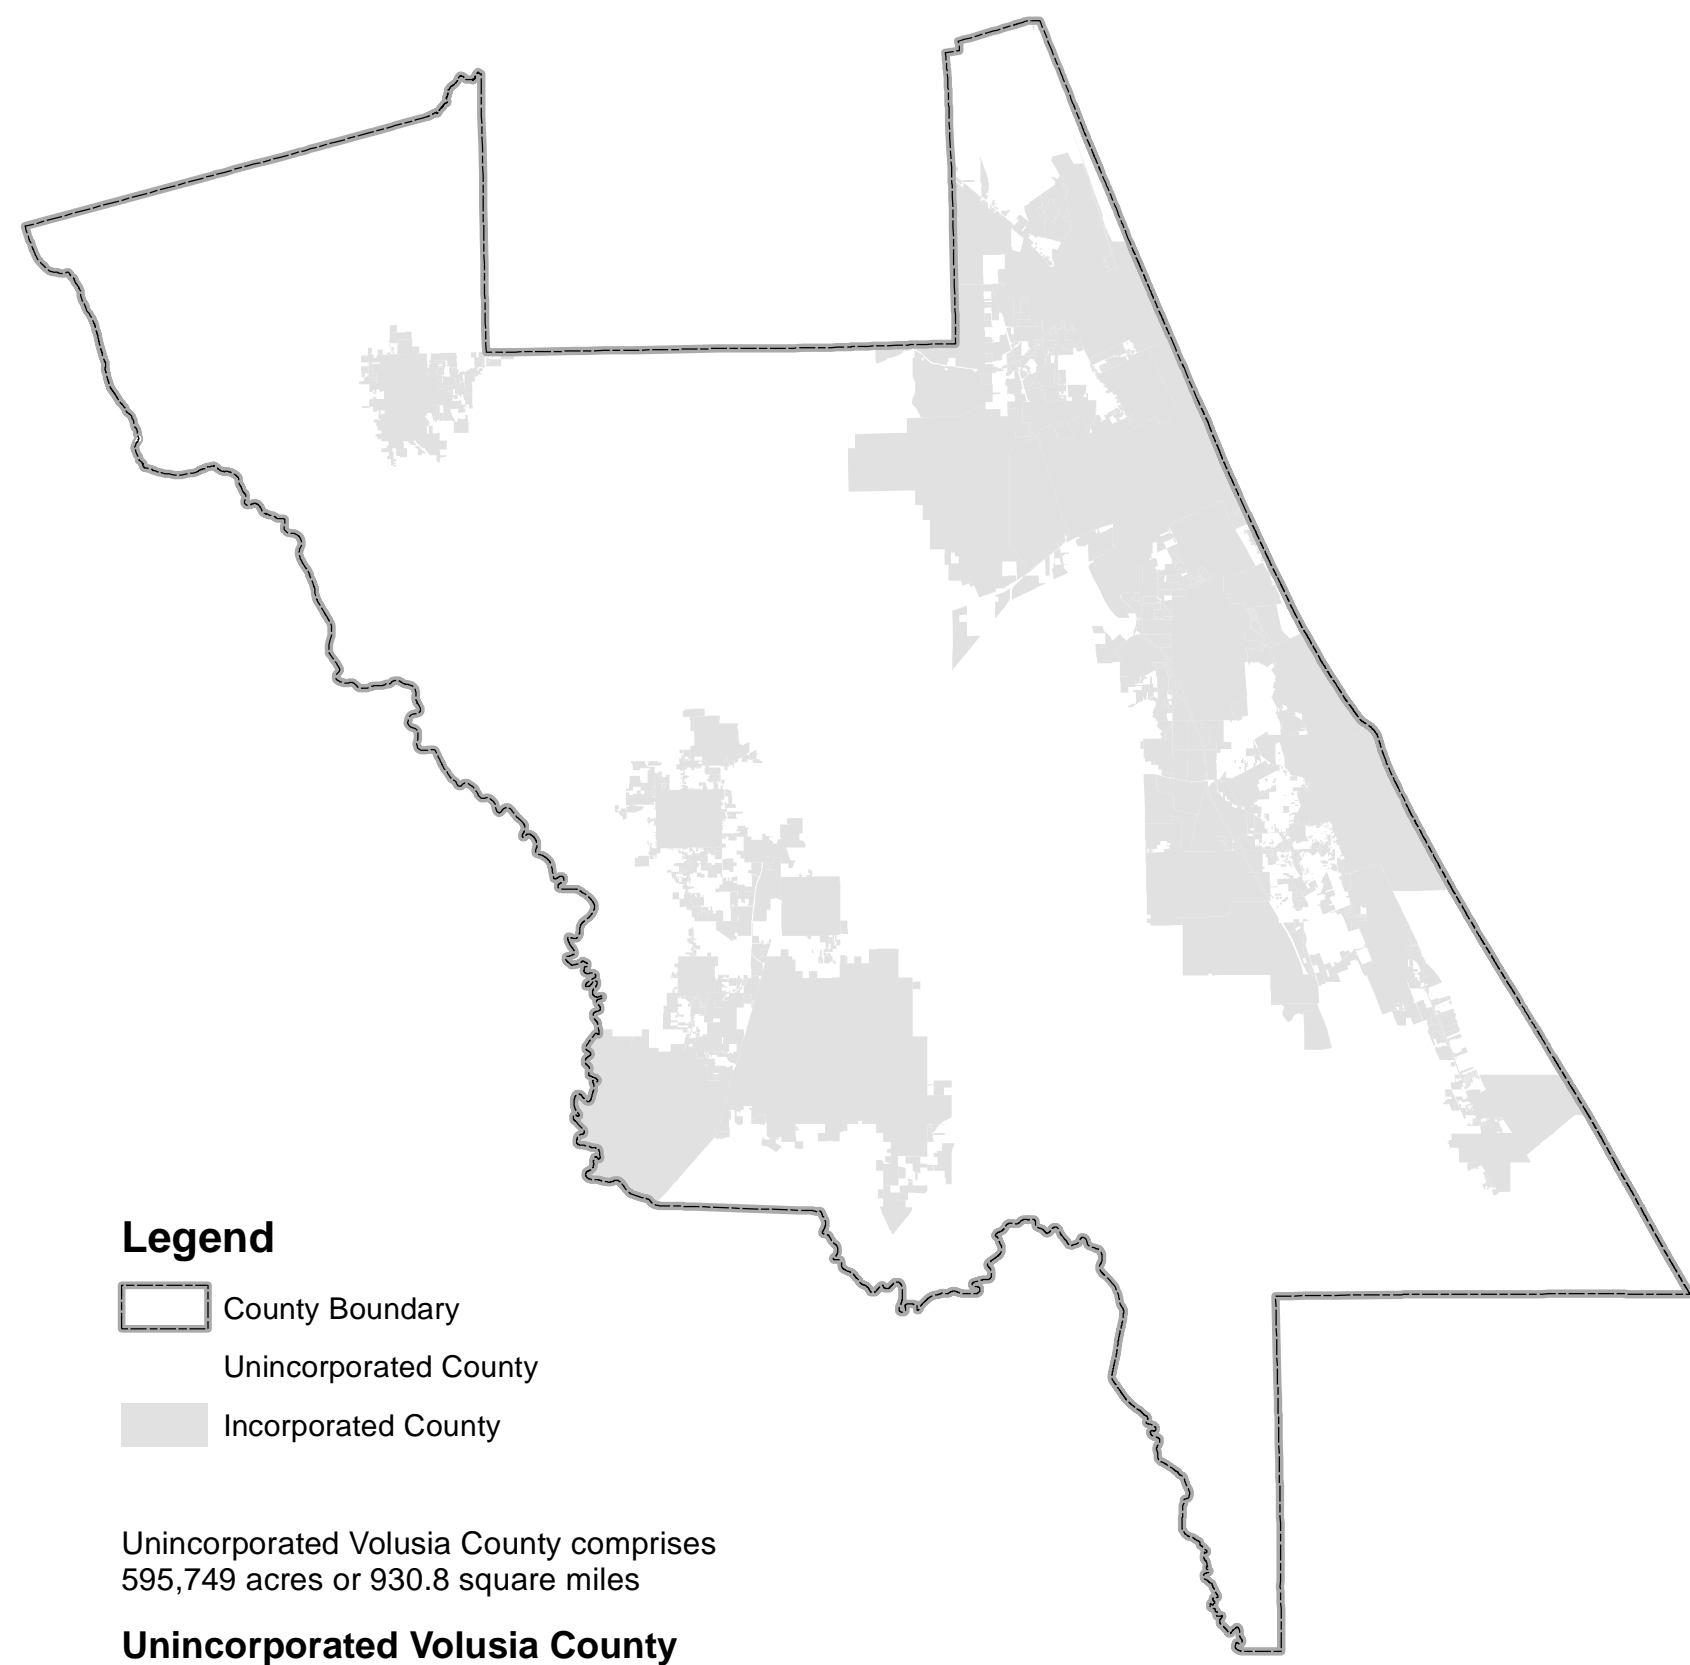 Legend
County Boundary
Unincorporated County
Incorporated County
Unincorporated Volusia County comprises
595,749 acres or 930.8 square miles
Unincorporated Volusia County